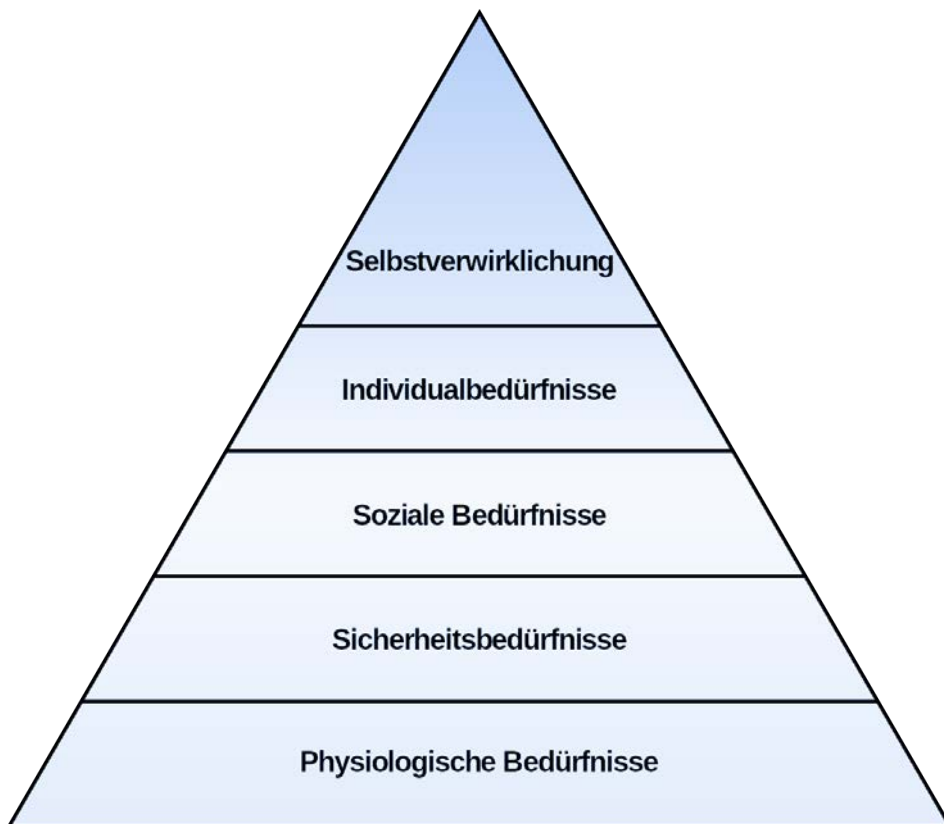 Selbstverwirklichung
Individualbedürfnisse
Soziale Bedürfnisse
Sicherheitsbedürfnisse
Physiologische Bedürfnisse